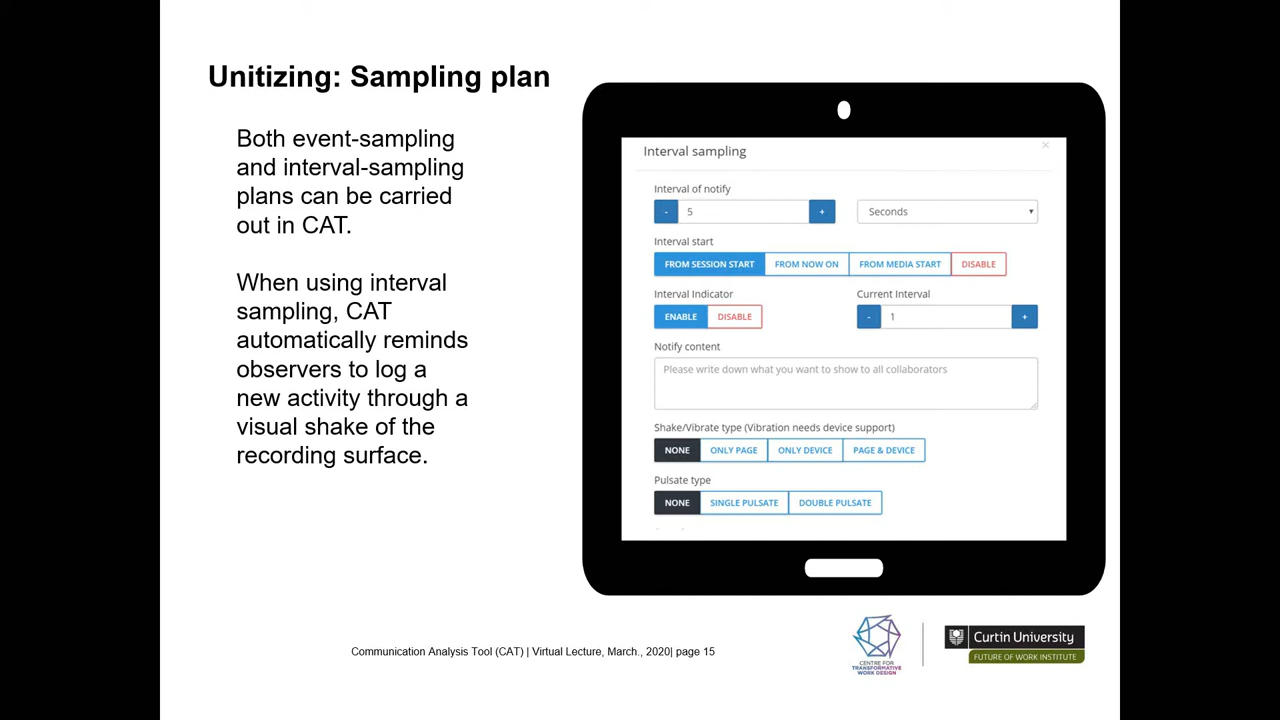 Unitizing: Sampling plan
Both event-sampling
and interval-sampling
plans can be carried
out in CAT.
When using interval
sampling, CAT
automatically reminds
observers to log a
new activity through a
visual shake of the
recording surface.
Interval sampling
×
Interval of notify
- 5 + Seconds
Interval start
FROM SESSION START FROM NOW ON FROM MEDIA START DISABLE
Interval Indicator Current Interval
ENABLE DISABLE - 1 +
Notify content
Please write down what you want to show to all collaborators
Shake/Vibrate type (Vibration needs device support)
NONE ONLY PAGE ONLY DEVICE PAGE & DEVICE
Pulsate type
NONE SINGLE PULSATE DOUBLE PULSATE
Communication Analysis Tool (CAT) | Virtual Lecture, March., 2020| page 15
CENTRE FOR
TRANSFORMATIVE
WORK DESIGN
Curtin University
FUTURE OF WORK INSTITUTE